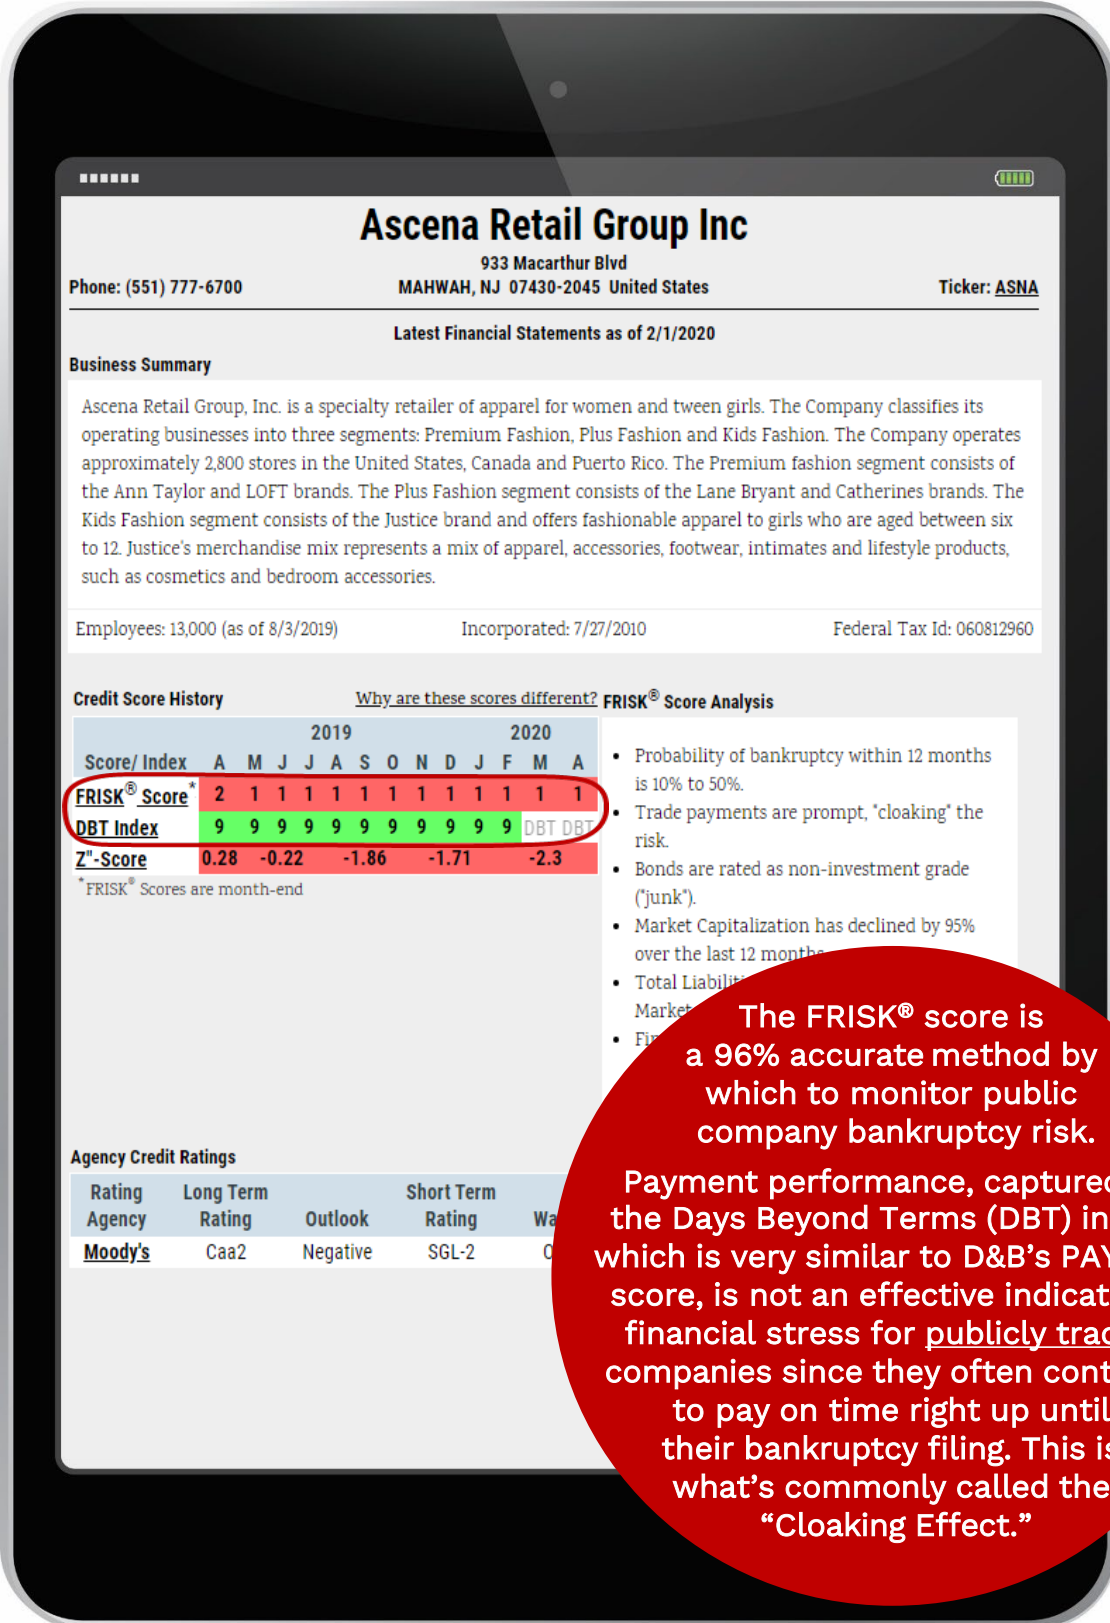 Ascena Retail Group Inc
933 Macarthur Blvd
Phone: (551) 777-6700 MAHWAH, NJ 07430-2045 United States Ticker: ASNA
Latest Financial Statements as of 2/1/2020
Business Summary
Ascena Retail Group, Inc. is a specialty retailer of apparel for women and tween girls. The Company classifies its
operating businesses into three segments: Premium Fashion, Plus Fashion and Kids Fashion. The Company operates
approximately 2,800 stores in the United States, Canada and Puerto Rico. The Premium fashion segment consists of
the Ann Taylor and LOFT brands. The Plus Fashion segment consists of the Lane Bryant and Catherines brands. The
Kids Fashion segment consists of the Justice brand and offers fashionable apparel to girls who are aged between six
to 12. Justice's merchandise mix represents a mix of apparel, accessories, footwear, intimates and lifestyle products,
such as cosmetics and bedroom accessories.
Employees: 13,000 (as of 8/3/2019) Incorporated: 7/27/2010 Federal Tax Id: 060812960
Credit Score History Why are these scores different?
2019 2020
Score/ Index A M J J A S O N D J F M A
FRISK® Score* 2 1 1 1 1 1 1 1 1 1 1 1 1
DBT Index 9 9 9 9 9 9 9 9 9 9 9 DBT DBT
Z"-Score 0.28 -0.22 -1.86 -1.71 -2.3
*FRISK® Scores are month-end
FRISK® Score Analysis
• Probability of bankruptcy within 12 months
is 10% to 50%.
• Trade payments are prompt, "cloaking" the
risk.
• Bonds are rated as non-investment grade
("junk").
• Market Capitalization has declined by 95%
over the last 12 months
• Total
Market
Agency Credit Ratings
Rating Long Term Short Term
Agency Rating Outlook Rating
Moody's Caa2 Negative SGL-2
The FRISK® score is
a 96% accurate method by
which to monitor public
company bankruptcy risk.
Payment performance, captured
the Days Beyond Terms (DBT)
which is very similar to D&B's
score, is not an effective
financial stress for publicly
companies since they often
to pay on time right up until
their bankruptcy filing. This is
what's commonly called the
“Cloaking Effect.”